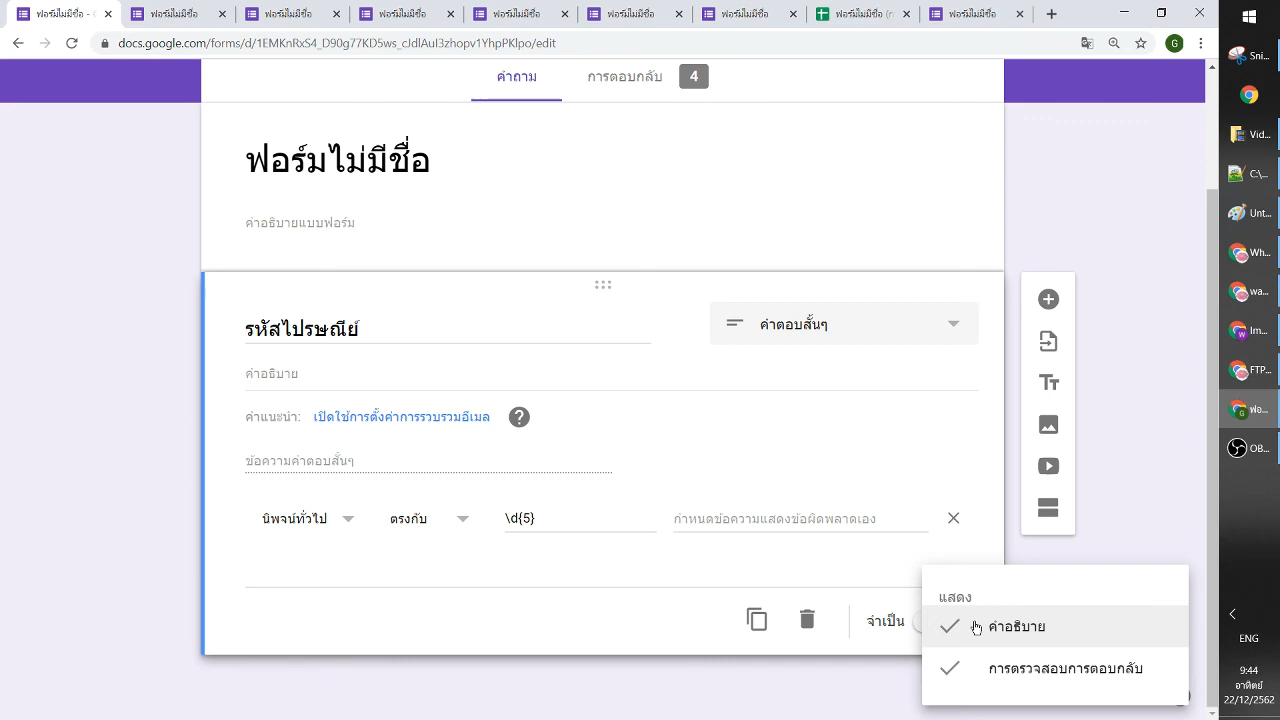 ฟอร์มไม่มีชื่อ -
ฟอร์มไม่มีชื่อ
ฟอร์มไม่มีชื่อ
ฟอร์มไม่มีชื่อ
ฟอร์มไม่มีชื่อ
ฟอร์มไม่มีชื่อ
ฟอร์มไม่มีชื่อ
ฟอร์มไม่มีชื่อ (
ฟอร์มไม่มีชื่อ
คำถาม
การตอบกลับ
4
ฟอร์มไม่มีชื่อ
คำอธิบายแบบฟอร์ม
รหัสไปรษณีย์
คำตอบสั้นๆ
คำอธิบาย
คำแนะนำ: เปิดใช้การตั้งค่าการรวบรวมอีเมล
ข้อความคำตอบสั้นๆ
นิพจน์ทั่วไป
ตรงกับ
\d{5}
กำหนดข้อความแสดงข้อผิดพลาดเอง
จำเป็น
แสดง
คำอธิบาย
การตรวจสอบการตอบกลับ
G
Sni...
Vid...
C:\...
Unt...
Wh...
wa...
Im...
FTP...
Wo...
OB...
ENG
9:44
อาทิตย์
22/12/2562